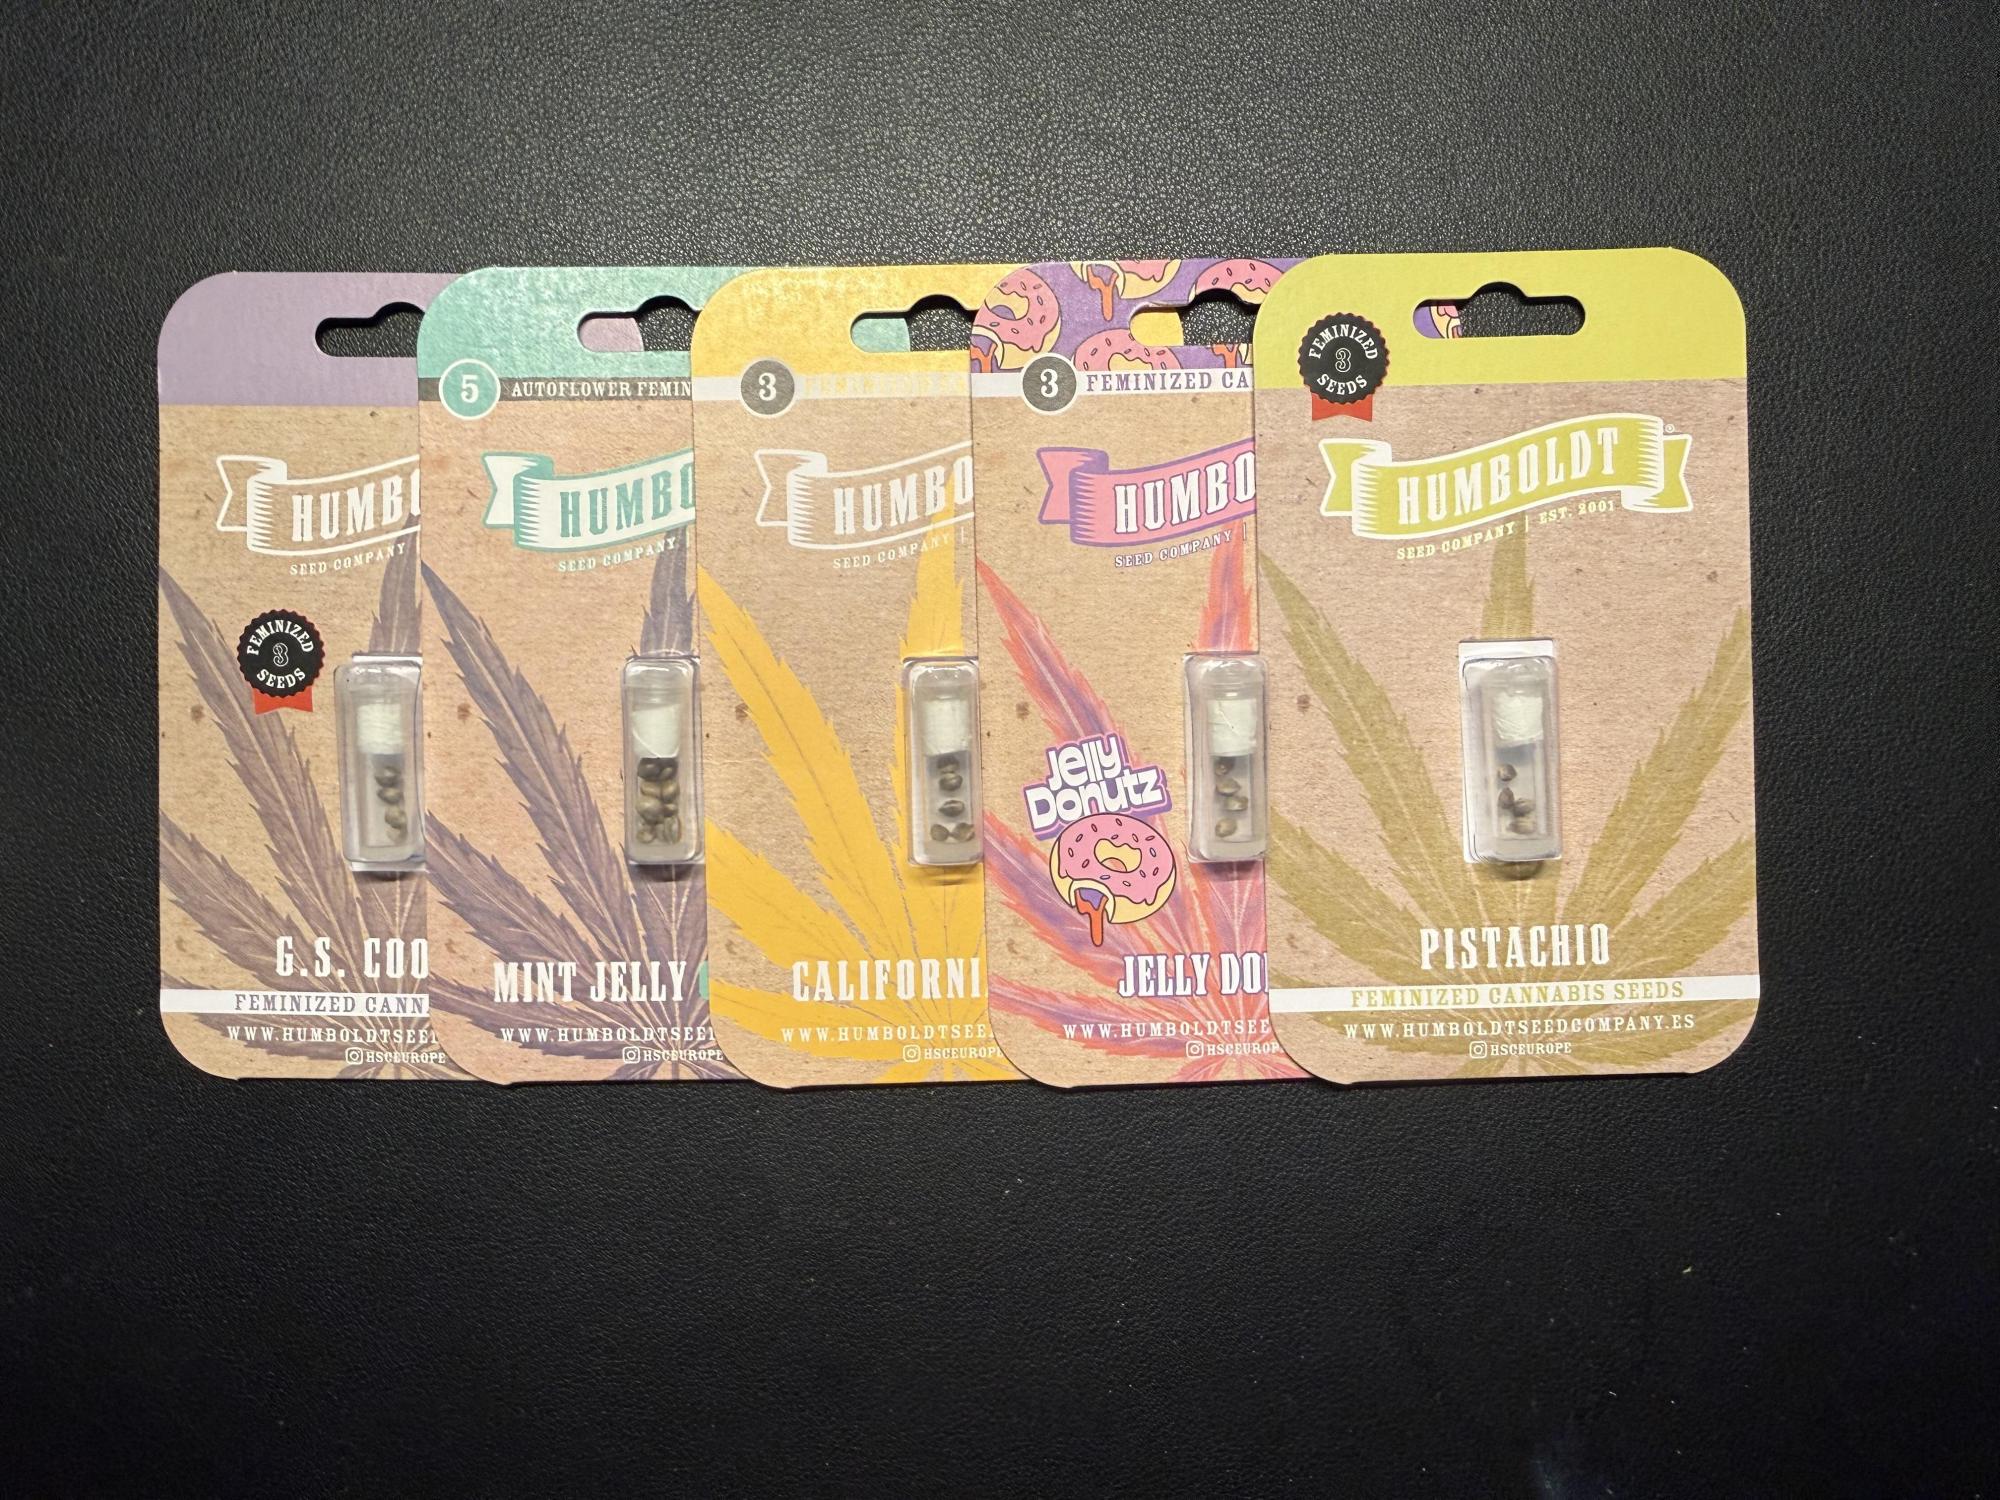 FEMINIZED
3
SEEDS
HUMBO
SEED COMPANY
G.S. COO
FEMINIZED CANN
WWW.HUMBOLDTSEE
HSCEUROPE
5
AUTOFLOWER FEMIN
HUMBO
SEED COMPANY |
MINT JELLY
WWW.HUMBOLDTSEE
HSCEUROPE
3
HUMBO
SEED COMPANY |
CALIFORNI
WWW.HUMBOLDTSEE
HSCEUROPE
3
FEMINIZED CA
HUMBO
SEED COMPANY |
Jelly
Donutz
JELLY DO
WWW.HUMBOLDTSEE
HSCEUROPE
FEMINIZED
3
SEEDS
HUMBOLDT®
SEED COMPANY | EST. 2001
PISTACHIO
FEMINIZED CANNABIS SEEDS
WWW.HUMBOLDTSEEDCOMPANY.ES
HSCEUROPE